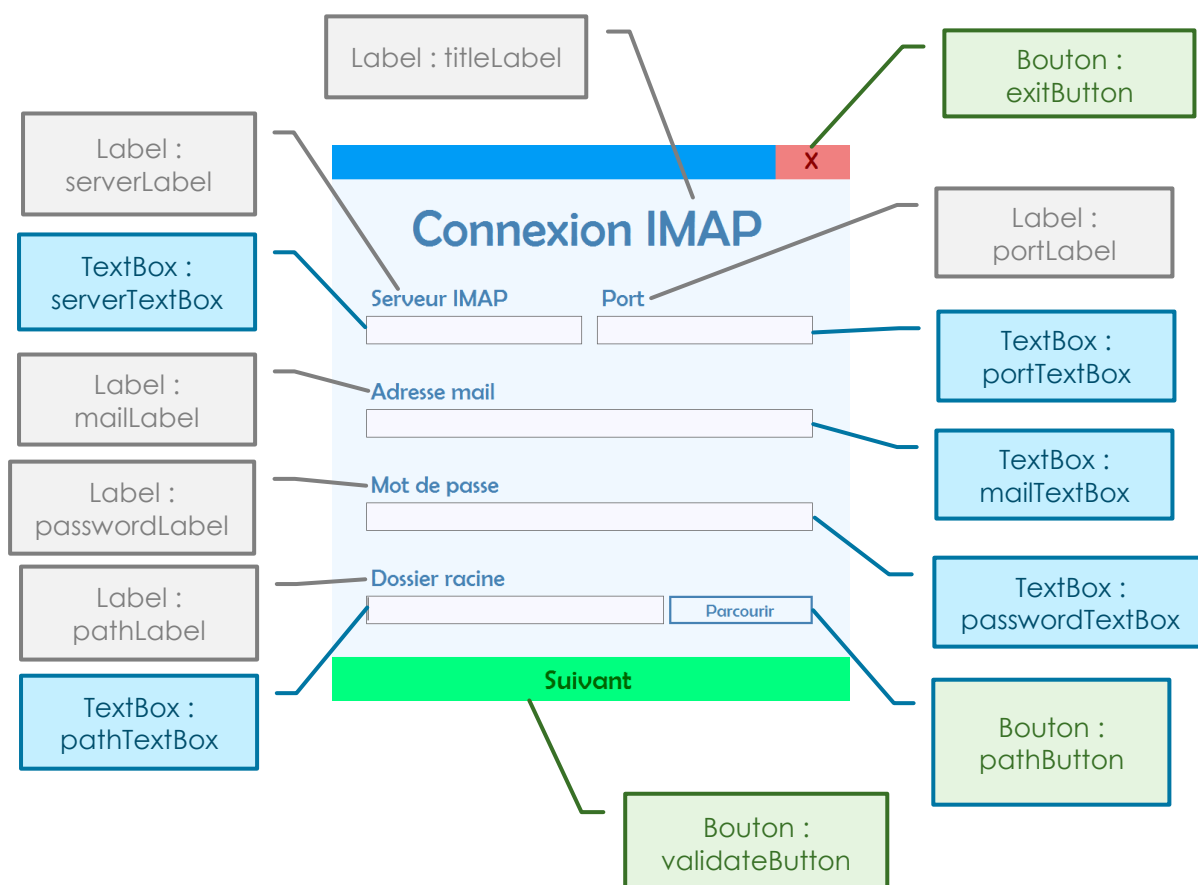 Label : titleLabel
Bouton :
exitButton
Label :
serverLabel
X
Label :
portLabel
Connexion IMAP
TextBox :
serverTextBox
Serveur IMAP
Port
TextBox :
portTextBox
Label :
mailLabel
Adresse mail
TextBox :
mailTextBox
Label :
passwordLabel
Mot de passe
Label :
pathLabel
Dossier racine
TextBox :
passwordTextBox
Parcourir
Suivant
TextBox :
pathTextBox
Bouton :
pathButton
Bouton :
validateButton